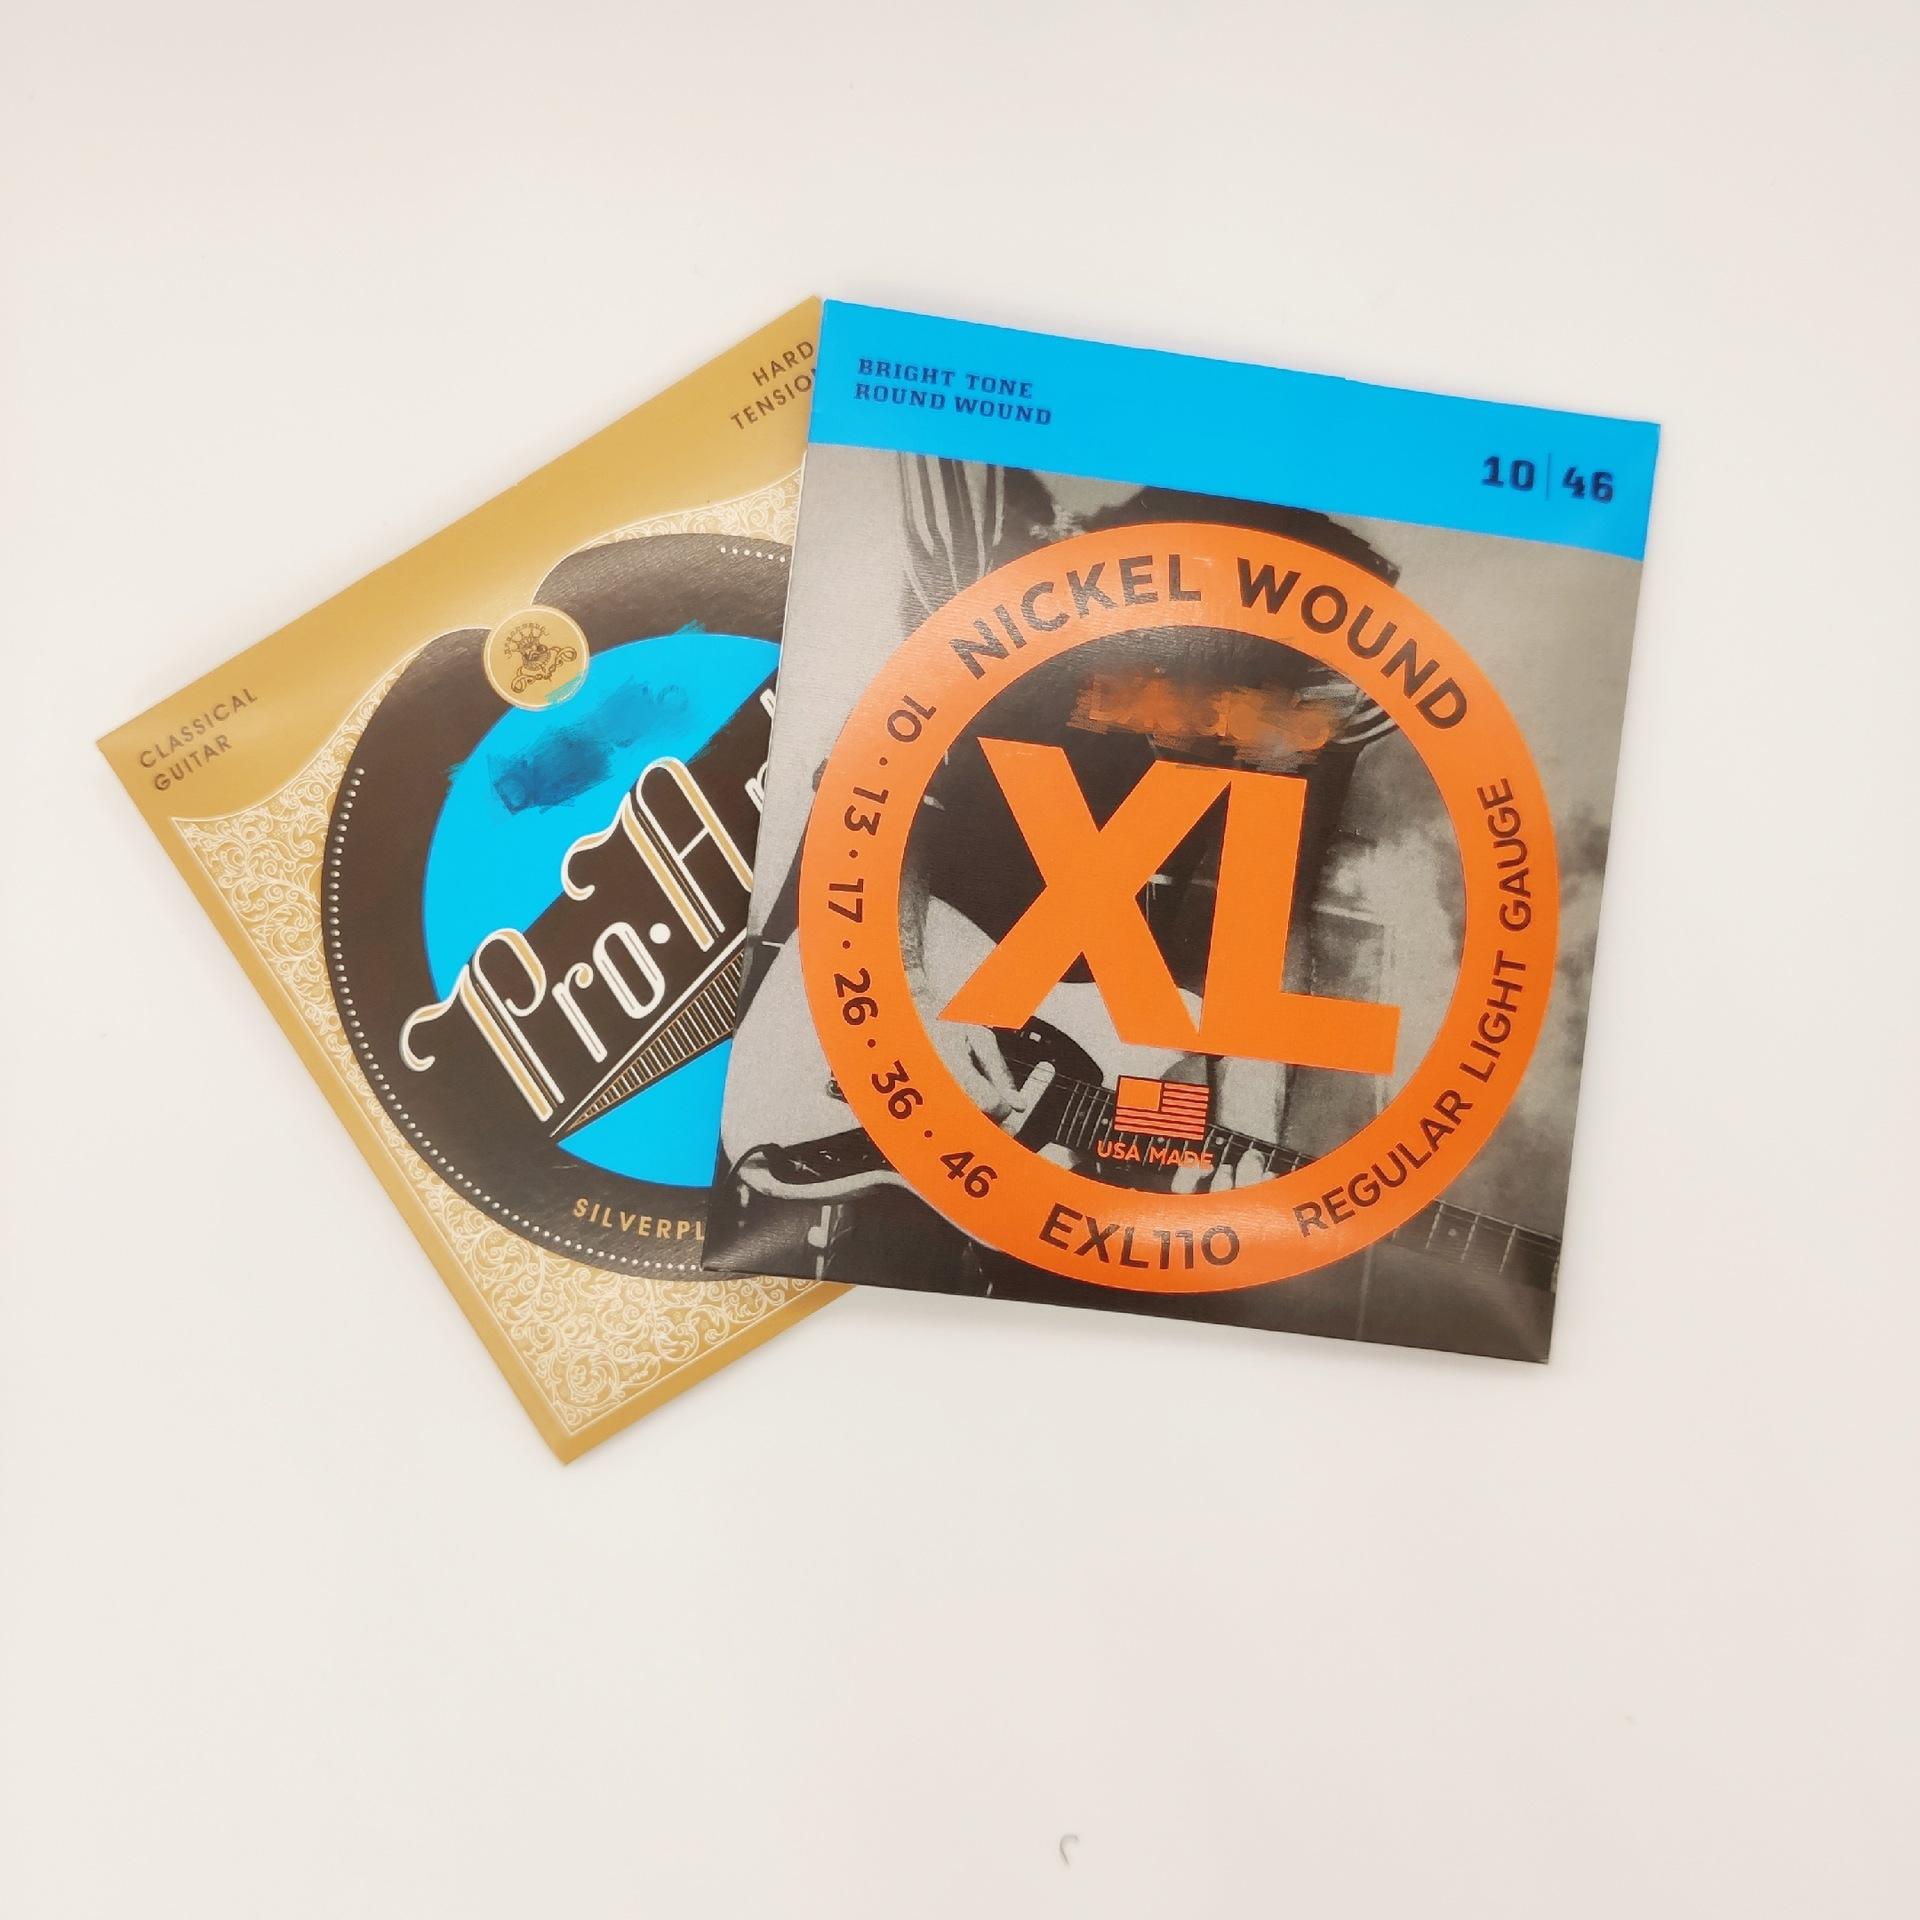 HARD
TENSION
CLASSICAL
GUITAR
Pro.A
SILVERPL
BRIGHT TONE
ROUND WOUND
10 | 46
NICKEL WOUND
XL
10 · 13 · 17 · 26 · 36 · 46
USA MADE
EXL110
REGULAR LIGHT GAUGE